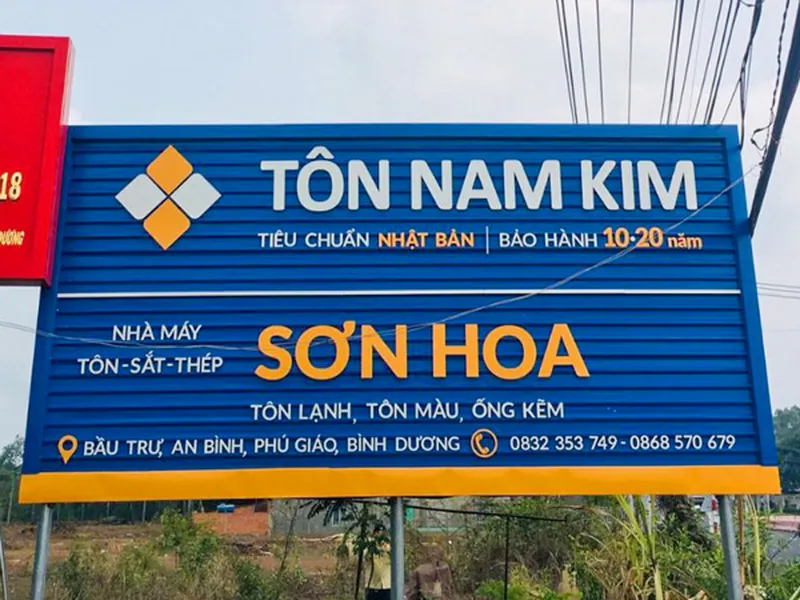 18
DƯƠNG
TÔN NAM KIM
TIÊU CHUẨN NHẬT BẢN | BẢO HÀNH 10-20 năm
NHÀ MÁY
TÔN-SẮT-THÉP
SƠN HOA
TÔN LẠNH, TÔN MÀU, ỐNG KẼM
BẦU TRƯ, AN BÌNH, PHÚ GIÁO, BÌNH DƯƠNG 0832 353 749 - 0868 570 679